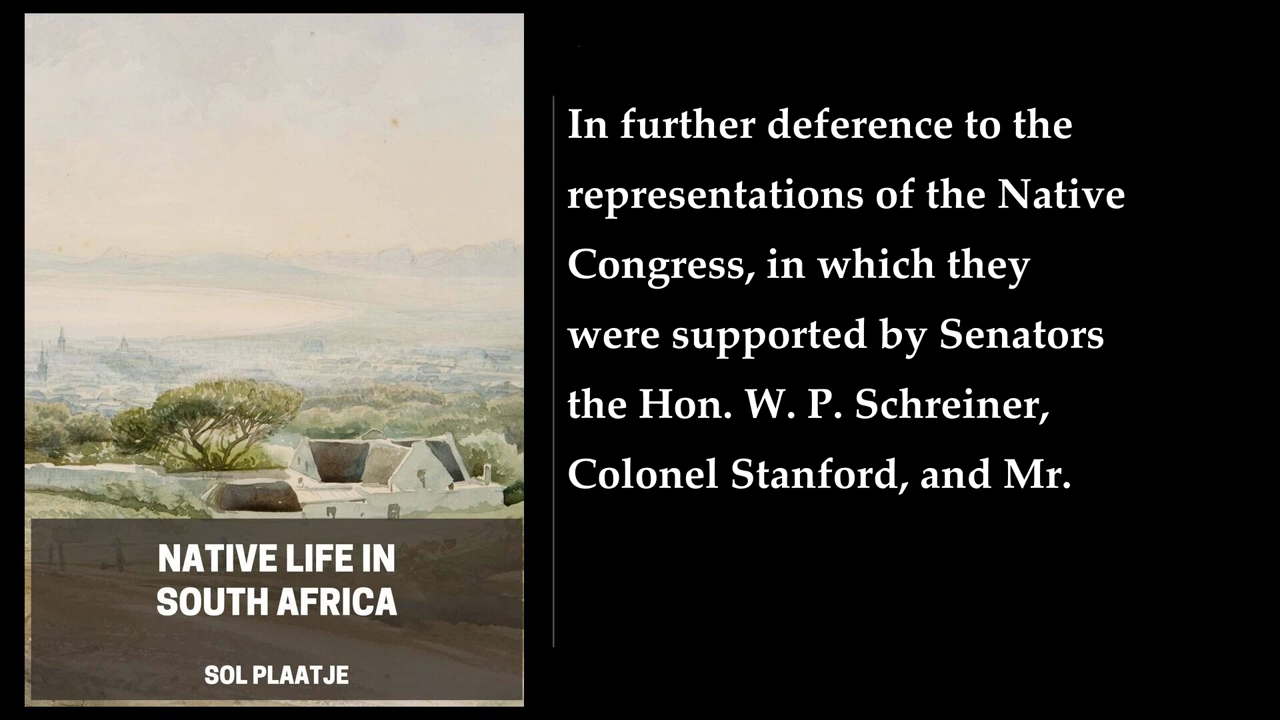 NATIVE LIFE IN
SOUTH AFRICA
SOL PLAATJE
In further deference to the
representations of the Native
Congress, in which they
were supported by Senators
the Hon. W. P. Schreiner,
Colonel Stanford, and Mr.